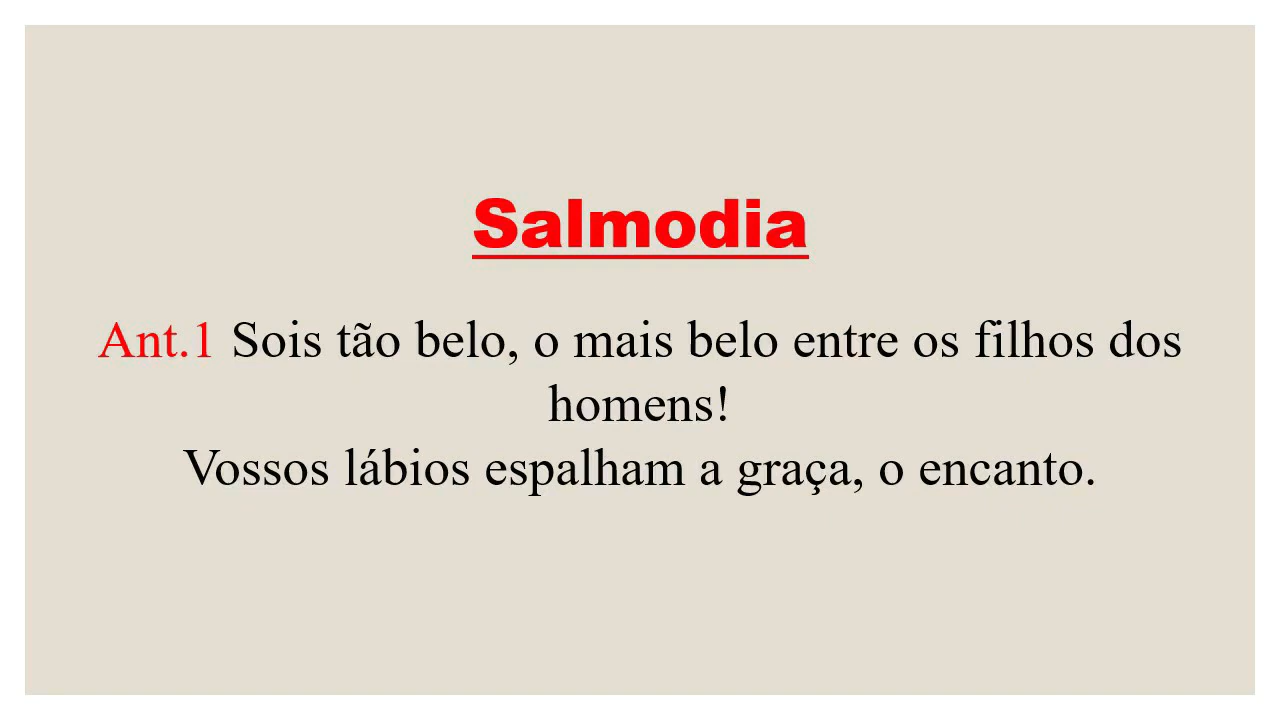 Salmodia
Ant.1 Sois tão belo, o mais belo entre os filhos dos
homens!
Vossos lábios espalham a graça, o encanto.